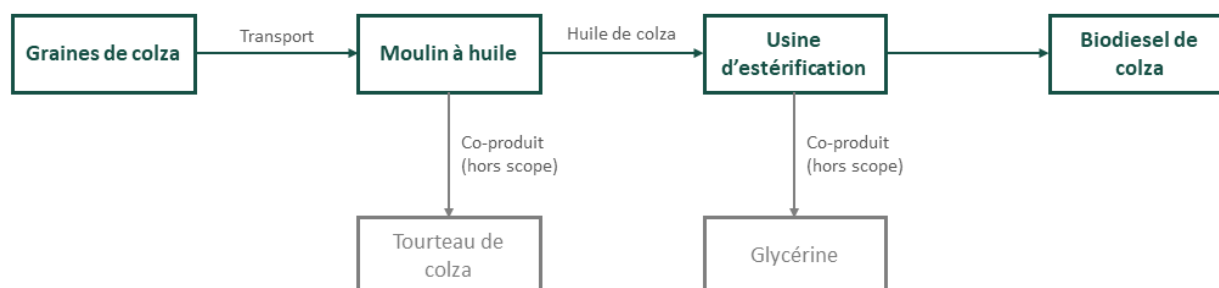 Graines de colza
Transport
Moulin à huile
Huile de colza
Usine
d’estérification
Biodiesel de
colza
Co-produit
(hors scope)
Co-produit
(hors scope)
Tourteau de
colza
Glycérine